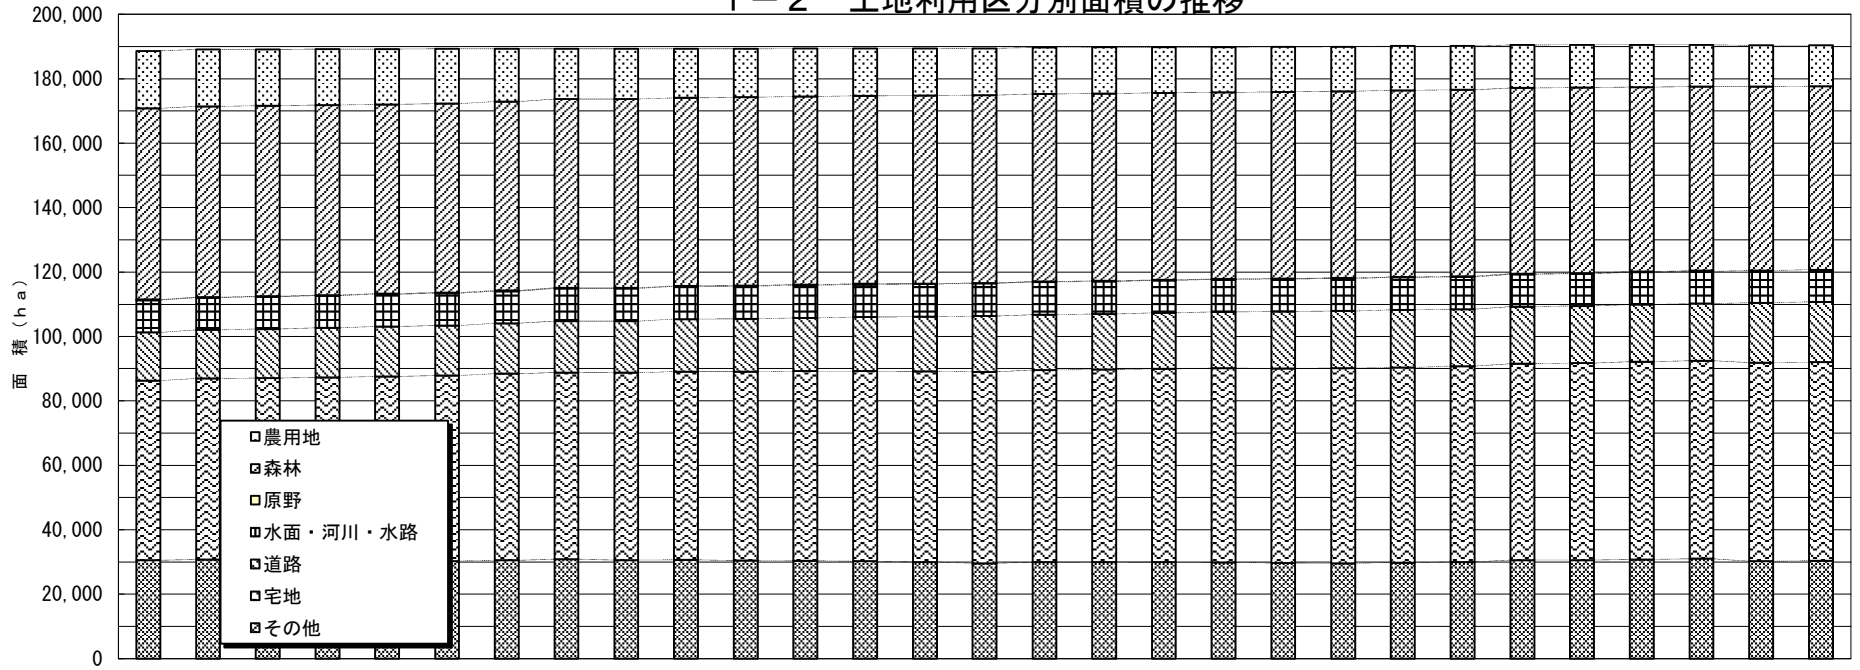 1－2　土地利用区分別面積の推移
200,000
180,000
160,000
140,000
120,000
100,000
80,000
60,000
40,000
20,000
0
面　積（ｈａ）
農用地
森林
原野
水面・河川・水路
道路
宅地
その他